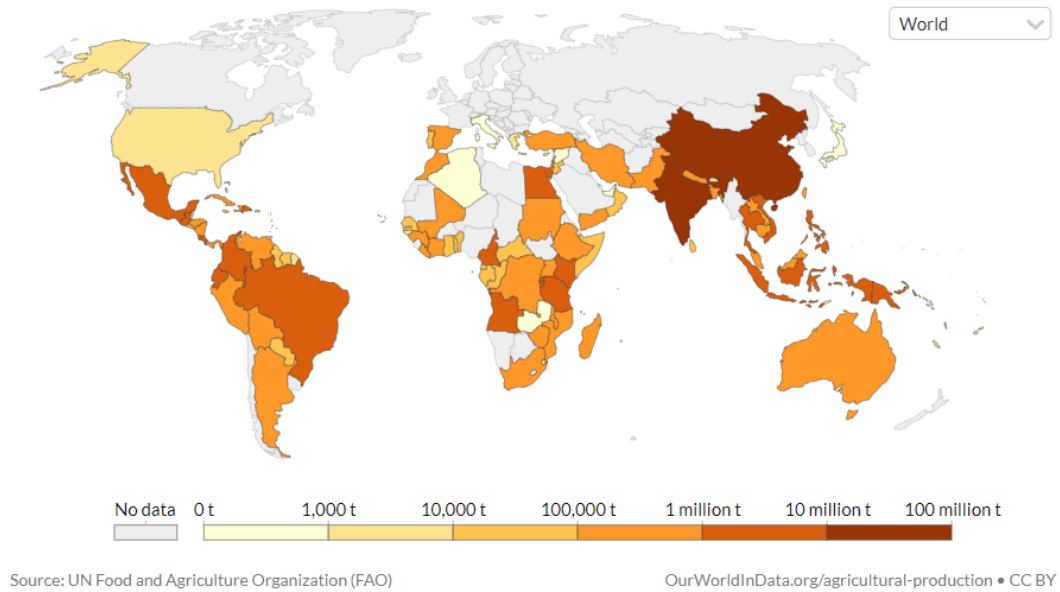 World
No data
0 t
1,000 t
10,000 t
100,000 t
1 million t
10 million t
100 million t
Source: UN Food and Agriculture Organization (FAO)
OurWorldInData.org/agricultural-production • CC BY